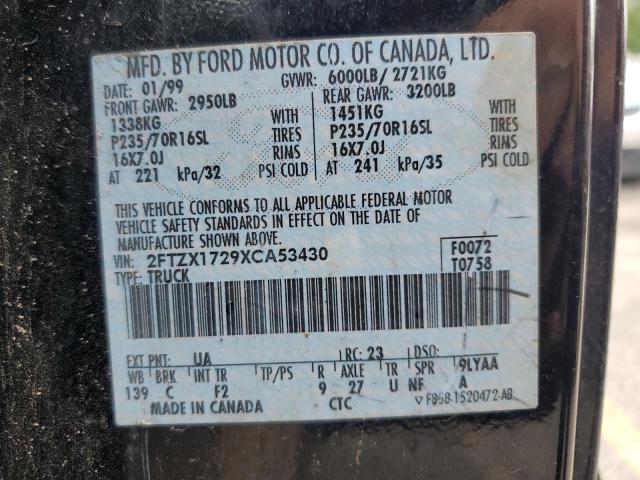 MFD. BY FORD MOTOR CO. OF CANADA, LTD.
DATE: 01/99 GVWR: 6000LB/ 2721KG
FRONT GAWR: 2950LB REAR GAWR: 3200LB
1338KG WITH 1451KG WITH
P235/70R16SL TIRES P235/70R16SL TIRES
16X7.0J RIMS 16X7.0J RIMS
AT 221 kPa/32 PSI COLD AT 241 kPa/35 PSI COLD
THIS VEHICLE CONFORMS TO ALL APPLICABLE FEDERAL MOTOR
VEHICLE SAFETY STANDARDS IN EFFECT ON THE DATE OF
MANUFACTURE SHOWN ABOVE. F0072
VIN: 2FTZX1729XCA53430 T0758
TYPE: TRUCK
EXT PNT: UA RC: 23 DSO:
WB BRK INT TR TP/PS R AXLE TR SPR 9LYAA
139 C F2 9 27 U NF A
MADE IN CANADA CTC F85B-1520472-AB